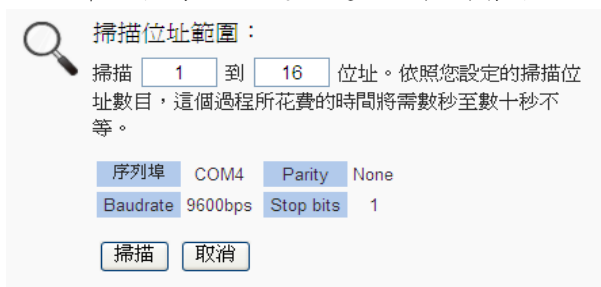 掃描位址範圍：
掃描 1 到 16 位址。依照您設定的掃描位
址數目，這個過程所花費的時間將需數秒至數十秒不
等。
序列埠 COM4 Parity None
Baudrate 9600bps Stop bits 1
掃描 取消